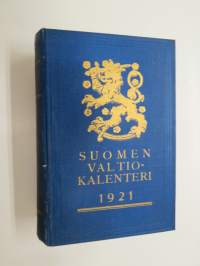 SUOMEN
VALTIO-
KALENTERI
1921